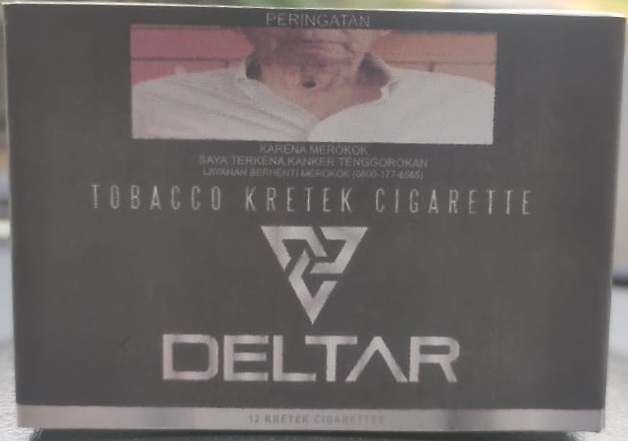 PERINGATAN
KARENA MEROKOK
SAYA TERKENA KANKER TENGGOROKAN
LAYANAN BERHENTI MEROKOK (0800-177-6565)
TOBACCO KRETEK CIGARETTE
DELTAR
12 KRETEK CIGARETTES